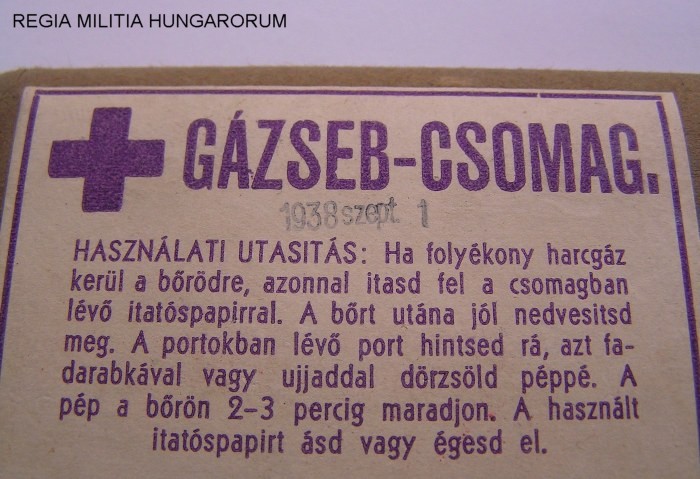 REGIA MILITIA HUNGARORUM
GÁZSEB-CSOMAG.
1938 szept. 1
HASZNÁLATI UTASITÁS: Ha folyékony harcgáz
kerül a bőrödre, azonnal itasd fel a csomagban
lévő itatóspapirral. A bőrt utána jól nedvesitsd
meg. A portokban lévő port hintsed rá, azt fa-
darabkával vagy ujjaddal dörzsöld péppé. A
pép a bőrön 2-3 percig maradjon. A használt
itatóspapirt ásd vagy égesd el.